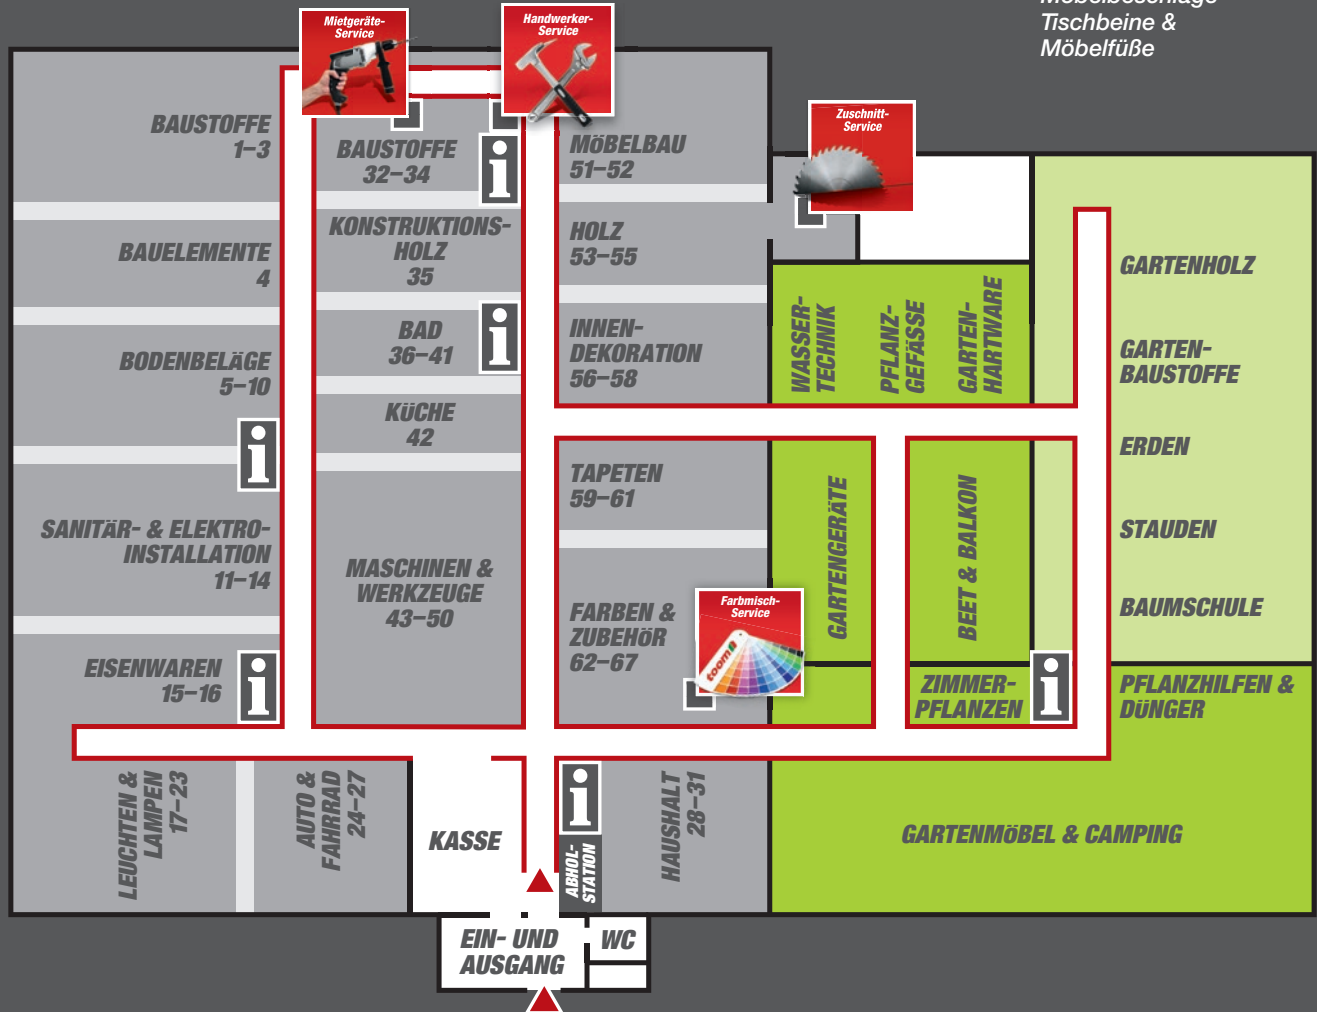 Möbelbeschläge
Tischbeine &
Möbelfüße
Mietgeräte-
Service
Handwerker-
Service
Zuschnitt-
Service
BAUSTOFFE
1–3
BAUELEMENTE
4
BODENBELÄGE
5–10
SANITÄR- & ELEKTRO-
INSTALLATION
11–14
EISENWAREN
15–16
BAUSTOFFE
32–34
KONSTRUKTIONS-
HOLZ
35
BAD
36–41
KÜCHE
42
MASCHINEN &
WERKZEUGE
43–50
MÖBELBAU
51–52
HOLZ
53–55
INNEN-
DEKORATION
56–58
TAPETEN
59–61
FARBEN &
ZUBEHÖR
62–67
Farbmisch-
Service
toom
WASSER-
TECHNIK
PFLANZ-
GEFÄSSE
GARTEN-
HARTWARE
GARTENGERÄTE
BEET & BALKON
ZIMMER-
PFLANZEN
GARTENHOLZ
GARTEN-
BAUSTOFFE
ERDEN
STAUDEN
BAUMSCHULE
PFLANZHILFEN &
DÜNGER
LEUCHTEN &
LAMPEN
17–23
AUTO &
FAHRRAD
24–27
KASSE
ABHOL-
STATION
HAUSHALT
28–31
GARTENMÖBEL & CAMPING
EIN- UND
AUSGANG
WC
i
i
i
i
i
i